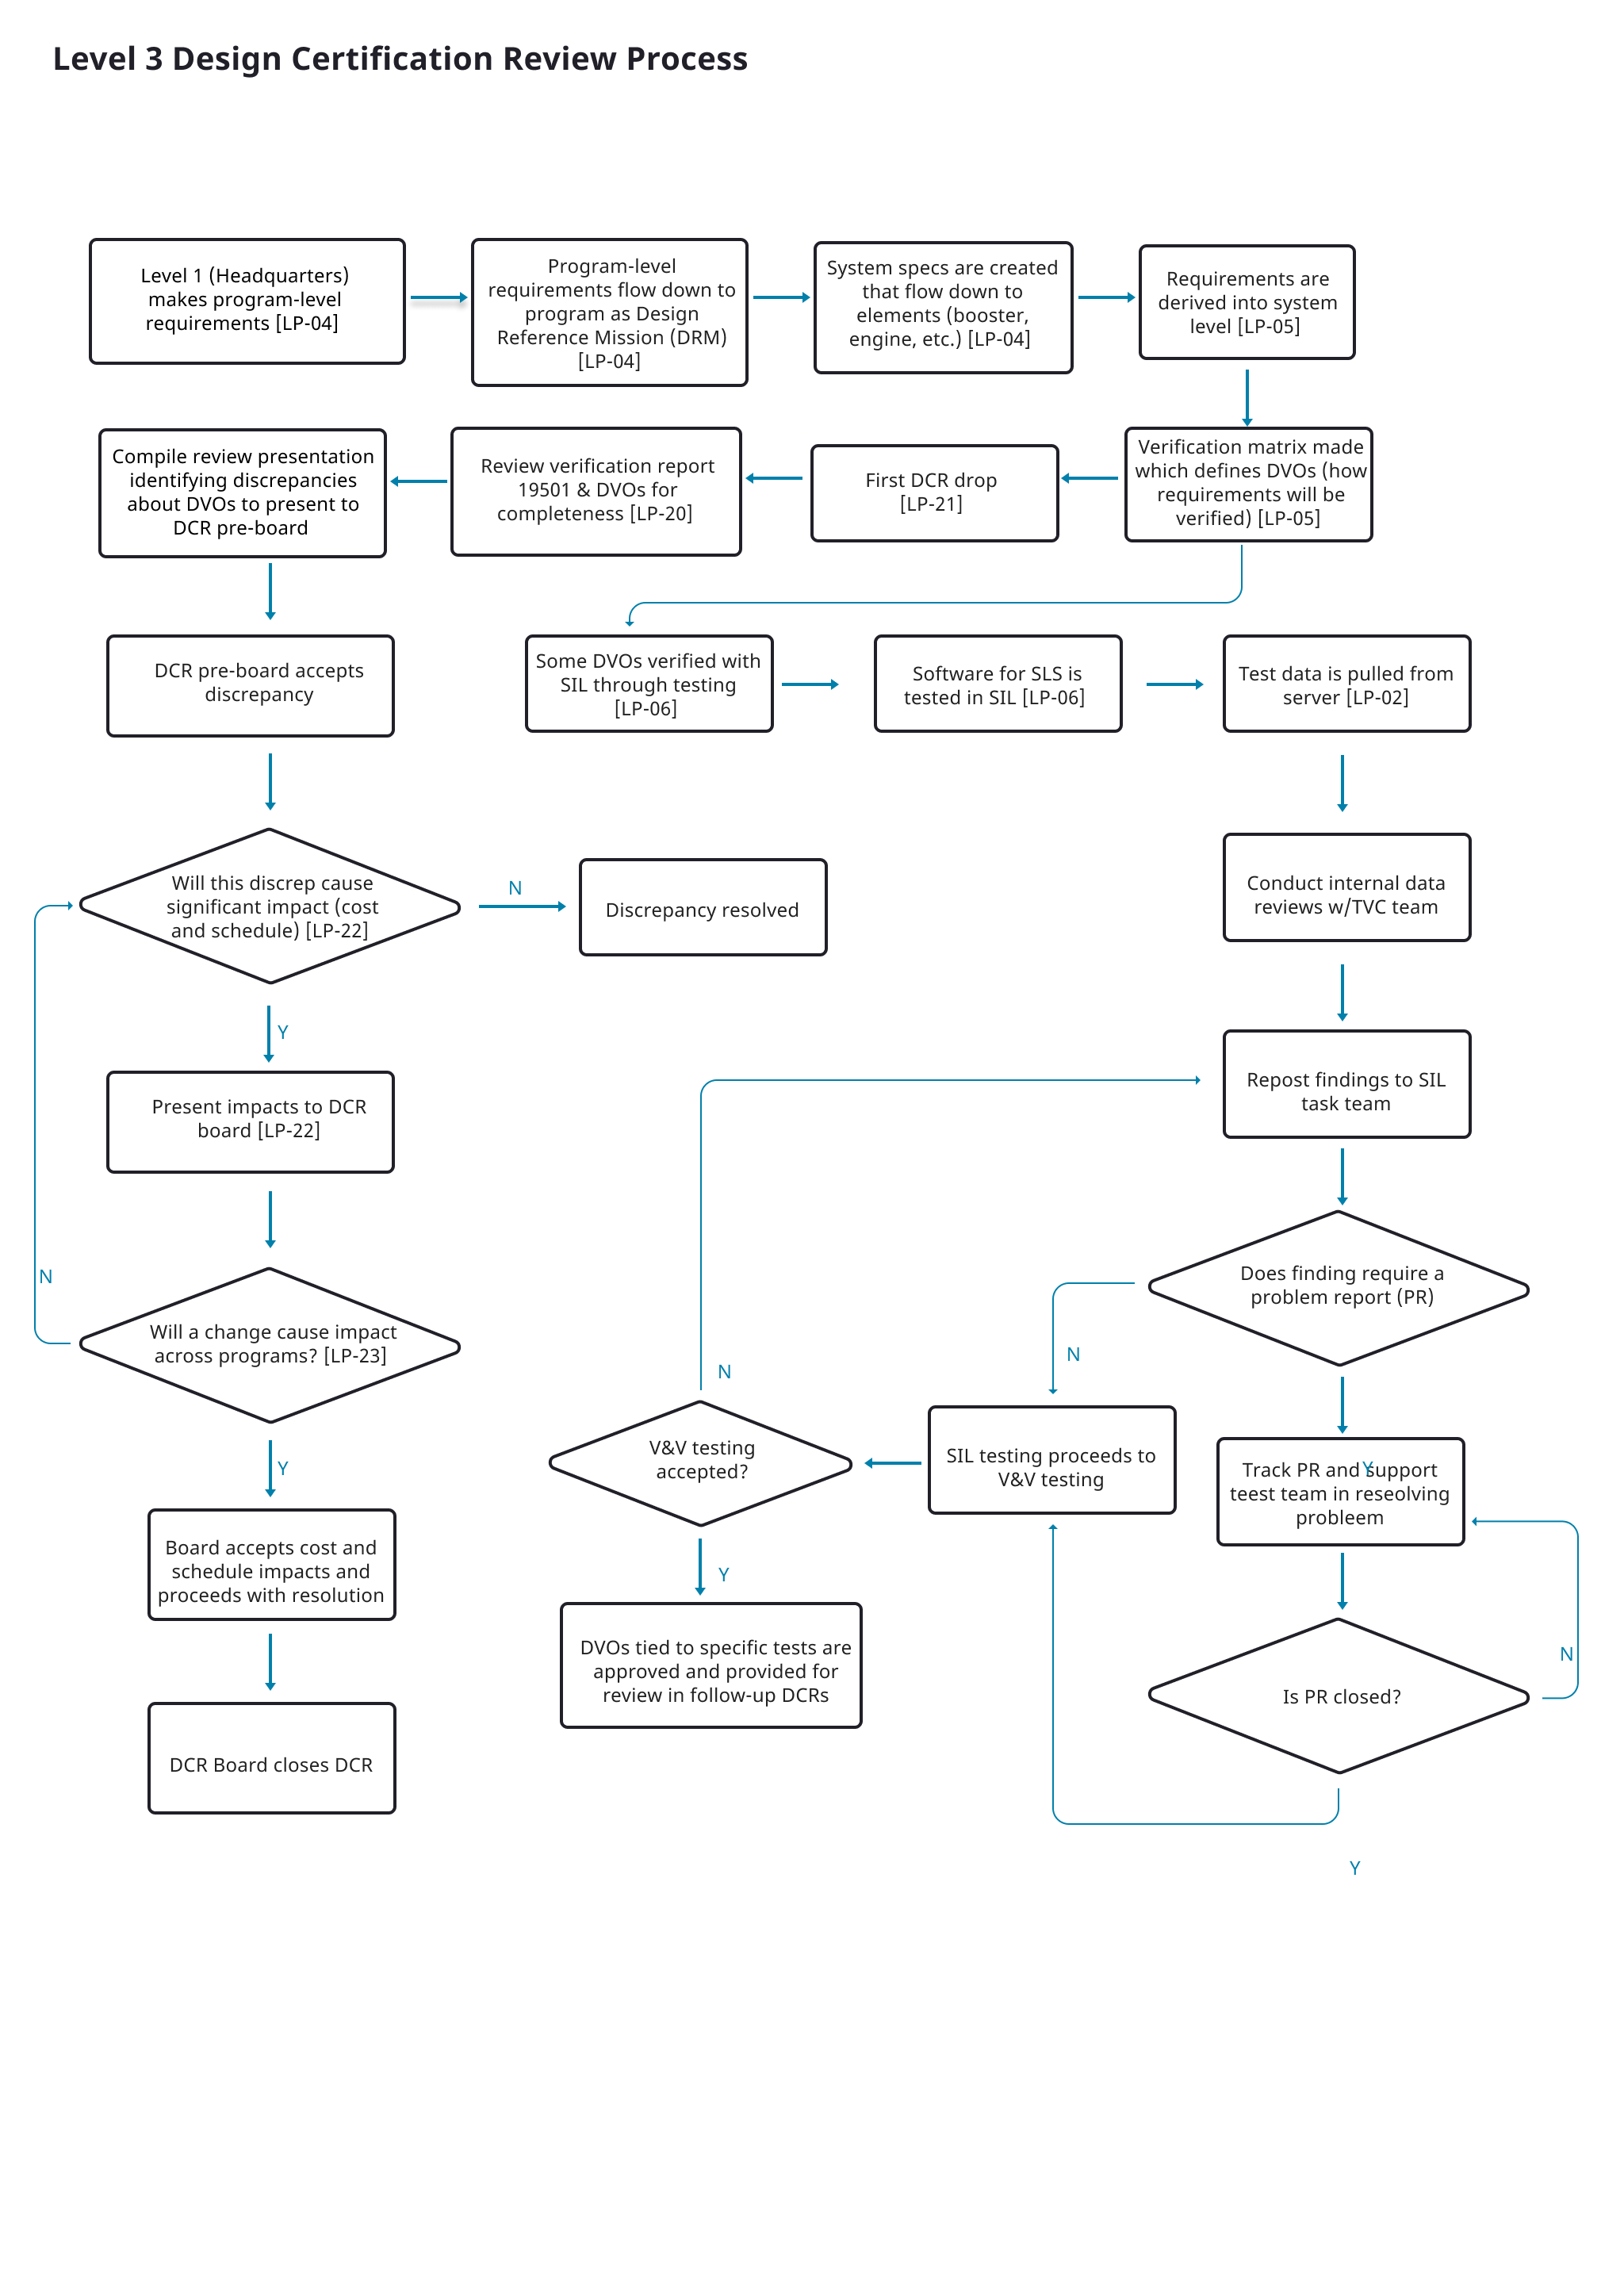 Level 3 Design Certification Review Process
Level 1 (Headquarters)
makes program-level
requirements [LP-04]
Program-level
requirements flow down to
program as Design
Reference Mission (DRM)
[LP-04]
System specs are created
that flow down to
elements (booster,
engine, etc.) [LP-04]
Requirements are
derived into system
level [LP-05]
Compile review presentation
identifying discrepancies
about DVOs to present to
DCR pre-board
Review verification report
19501 & DVOs for
completeness [LP-20]
First DCR drop
[LP-21]
Verification matrix made
which defines DVOs (how
requirements will be
verified) [LP-05]
DCR pre-board accepts
discrepancy
Some DVOs verified with
SIL through testing
[LP-06]
Software for SLS is
tested in SIL [LP-06]
Test data is pulled from
server [LP-02]
Will this discrep cause
significant impact (cost
and schedule) [LP-22]
N
Discrepancy resolved
Conduct internal data
reviews w/TVC team
Y
Present impacts to DCR
board [LP-22]
Repost findings to SIL
task team
N
Will a change cause impact
across programs? [LP-23]
Does finding require a
problem report (PR)
N
N
V&V testing
accepted?
SIL testing proceeds to
V&V testing
Y
Track PR and support
teest team in reseolving
probleem
Y
Board accepts cost and
schedule impacts and
proceeds with resolution
Y
DVOs tied to specific tests are
approved and provided for
review in follow-up DCRs
N
Is PR closed?
DCR Board closes DCR
Y